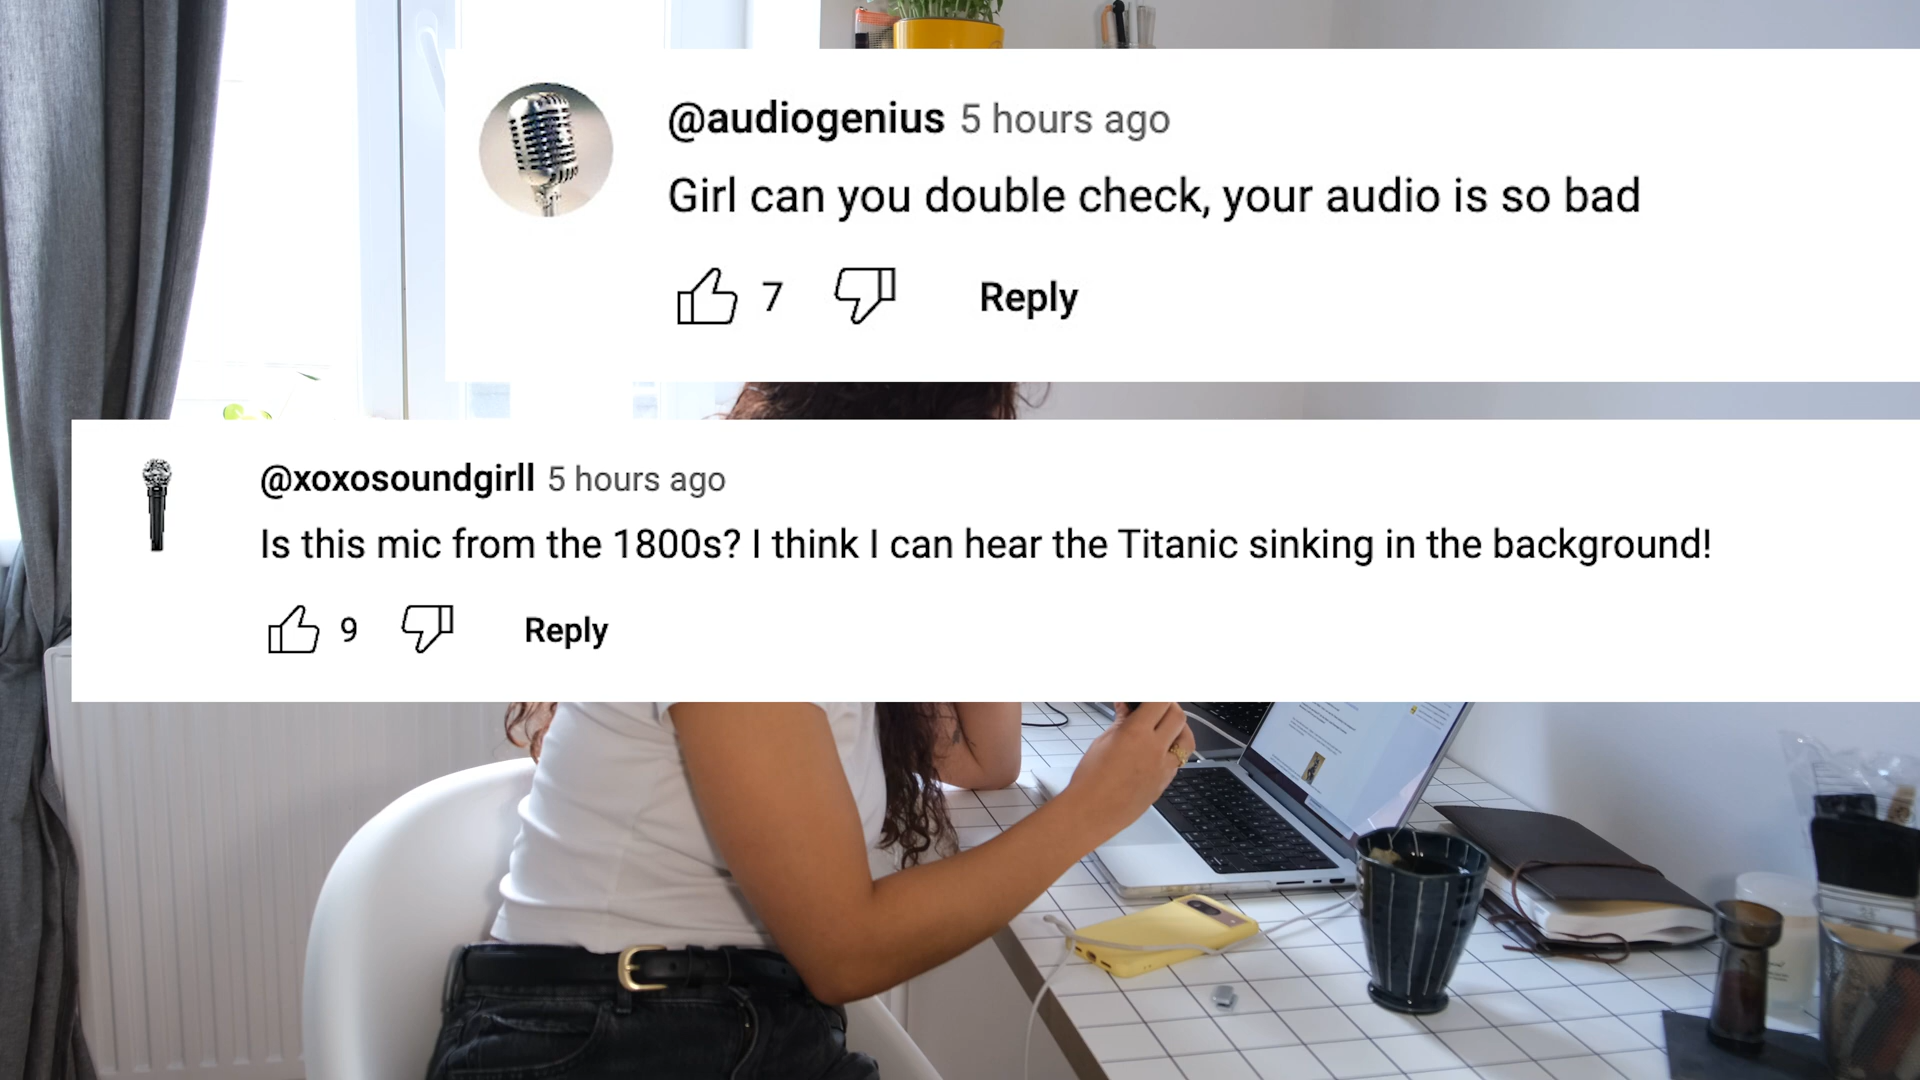 @audiogenius 5 hours ago
Girl can you double check, your audio is so bad
7 Reply
@xoxosoundgirll 5 hours ago
Is this mic from the 1800s? I think I can hear the Titanic sinking in the background!
9 Reply